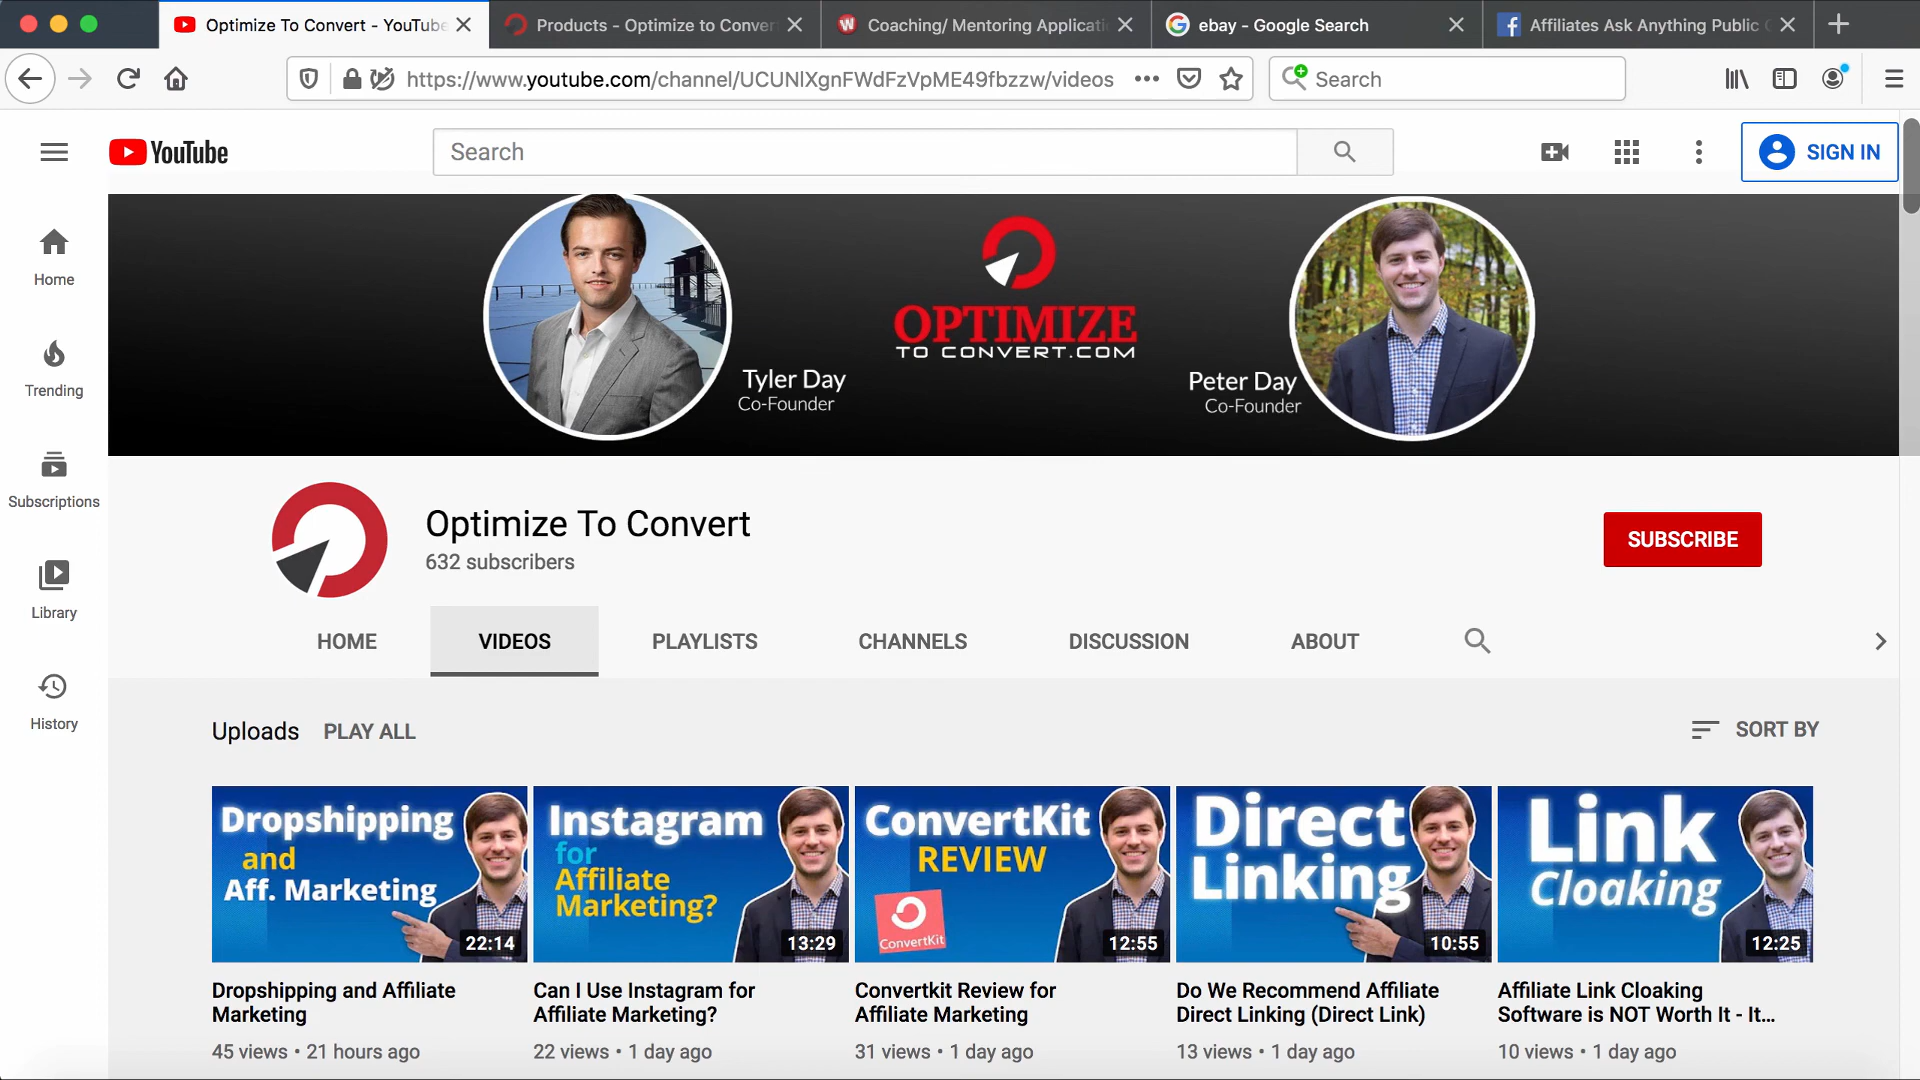 Optimize To Convert - YouTube
Products - Optimize to Conver
Coaching/ Mentoring Applicati
ebay - Google Search
Affiliates Ask Anything Public
https://www.youtube.com/channel/UCUNlXgnFWdFzVpME49fbzzw/videos
Search
YouTube
Search
SIGN IN
Home
Trending
Subscriptions
Library
History
Tyler Day
Co-Founder
OPTIMIZE
TO CONVERT.COM
Peter Day
Co-Founder
Optimize To Convert
632 subscribers
SUBSCRIBE
HOME
VIDEOS
PLAYLISTS
CHANNELS
DISCUSSION
ABOUT
Uploads
PLAY ALL
SORT BY
Dropshipping
and
Aff. Marketing
22:14
Dropshipping and Affiliate
Marketing
45 views • 21 hours ago
Instagram
for
Affiliate
Marketing?
13:29
Can I Use Instagram for
Affiliate Marketing?
22 views • 1 day ago
ConvertKit
REVIEW
ConvertKit
12:55
Convertkit Review for
Affiliate Marketing
31 views • 1 day ago
Direct
Linking
10:55
Do We Recommend Affiliate
Direct Linking (Direct Link)
13 views • 1 day ago
Link
Cloaking
12:25
Affiliate Link Cloaking
Software is NOT Worth It - It...
10 views • 1 day ago